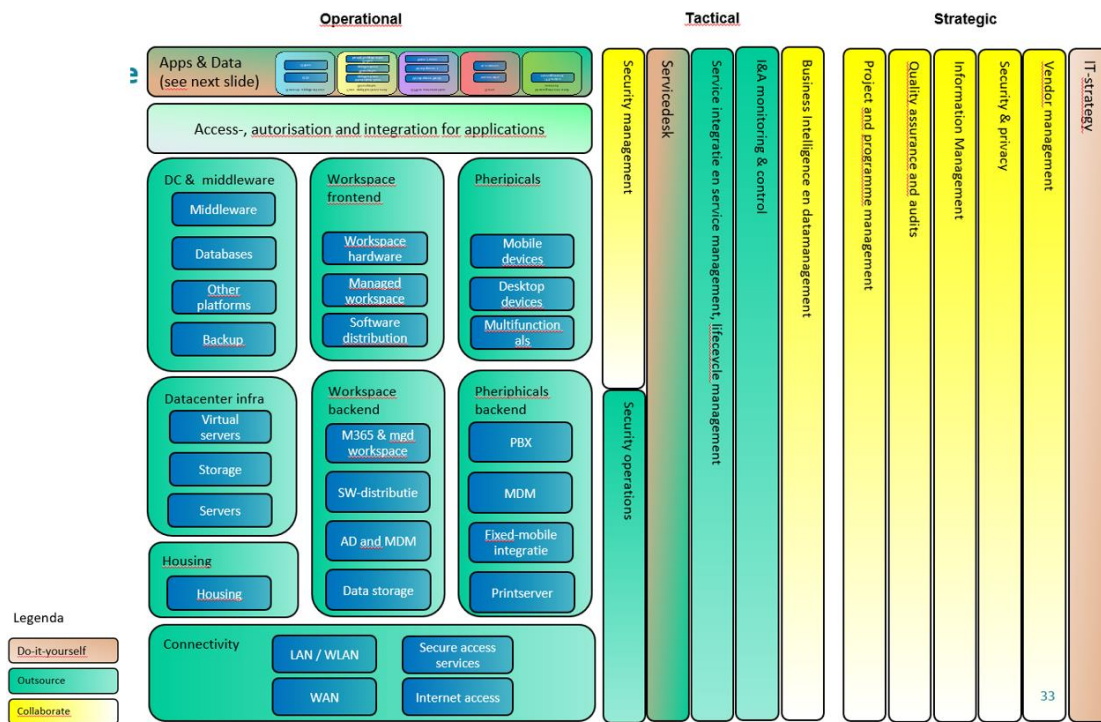 Operational
Tactical
Strategic
Apps & Data
(see next slide)
Access-, autorisation and integration for applications
DC & middleware
Middleware
Databases
Other
platforms
Backup
Workspace
frontend
Workspace
hardware
Managed
workspace
Software
distribution
Pheripicals
Mobile
devices
Desktop
devices
Multifunction
als
Datacenter infra
Virtual
servers
Storage
Servers
Housing
Housing
Workspace
backend
M365 & mgd
workspace
SW-distributie
AD and MDM
Data storage
Pheriphicals
backend
PBX
MDM
Fixed-mobile
integratie
Printserver
Connectivity
LAN / WLAN
Secure access
services
WAN
Internet access
Security management
Security operations
Servicedesk
Service integratie en service management, lifecycle management
I&A monitoring & control
Business Intelligence en datamanagement
Project and programme management
Quality assurance and audits
Information Management
Security & privacy
Vendor management
IT-strategy
Legenda
Do-it-yourself
Outsource
Collaborate
33